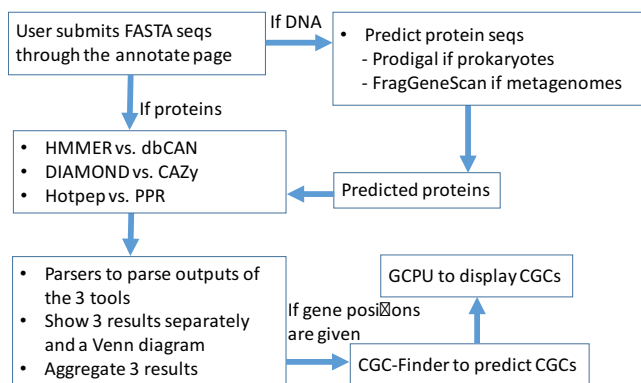 User submits FASTA seqs
through the annotate page
If DNA
• Predict protein seqs
- Prodigal if prokaryotes
- FragGeneScan if metagenomes
If proteins
• HMMER vs. dbCAN
• DIAMOND vs. CAZy
• Hotpep vs. PPR
Predicted proteins
• Parsers to parse outputs of
the 3 tools
• Show 3 results separately
and a Venn diagram
• Aggregate 3 results
If gene posi☒ons
are given
GCPU to display CGCs
CGC-Finder to predict CGCs